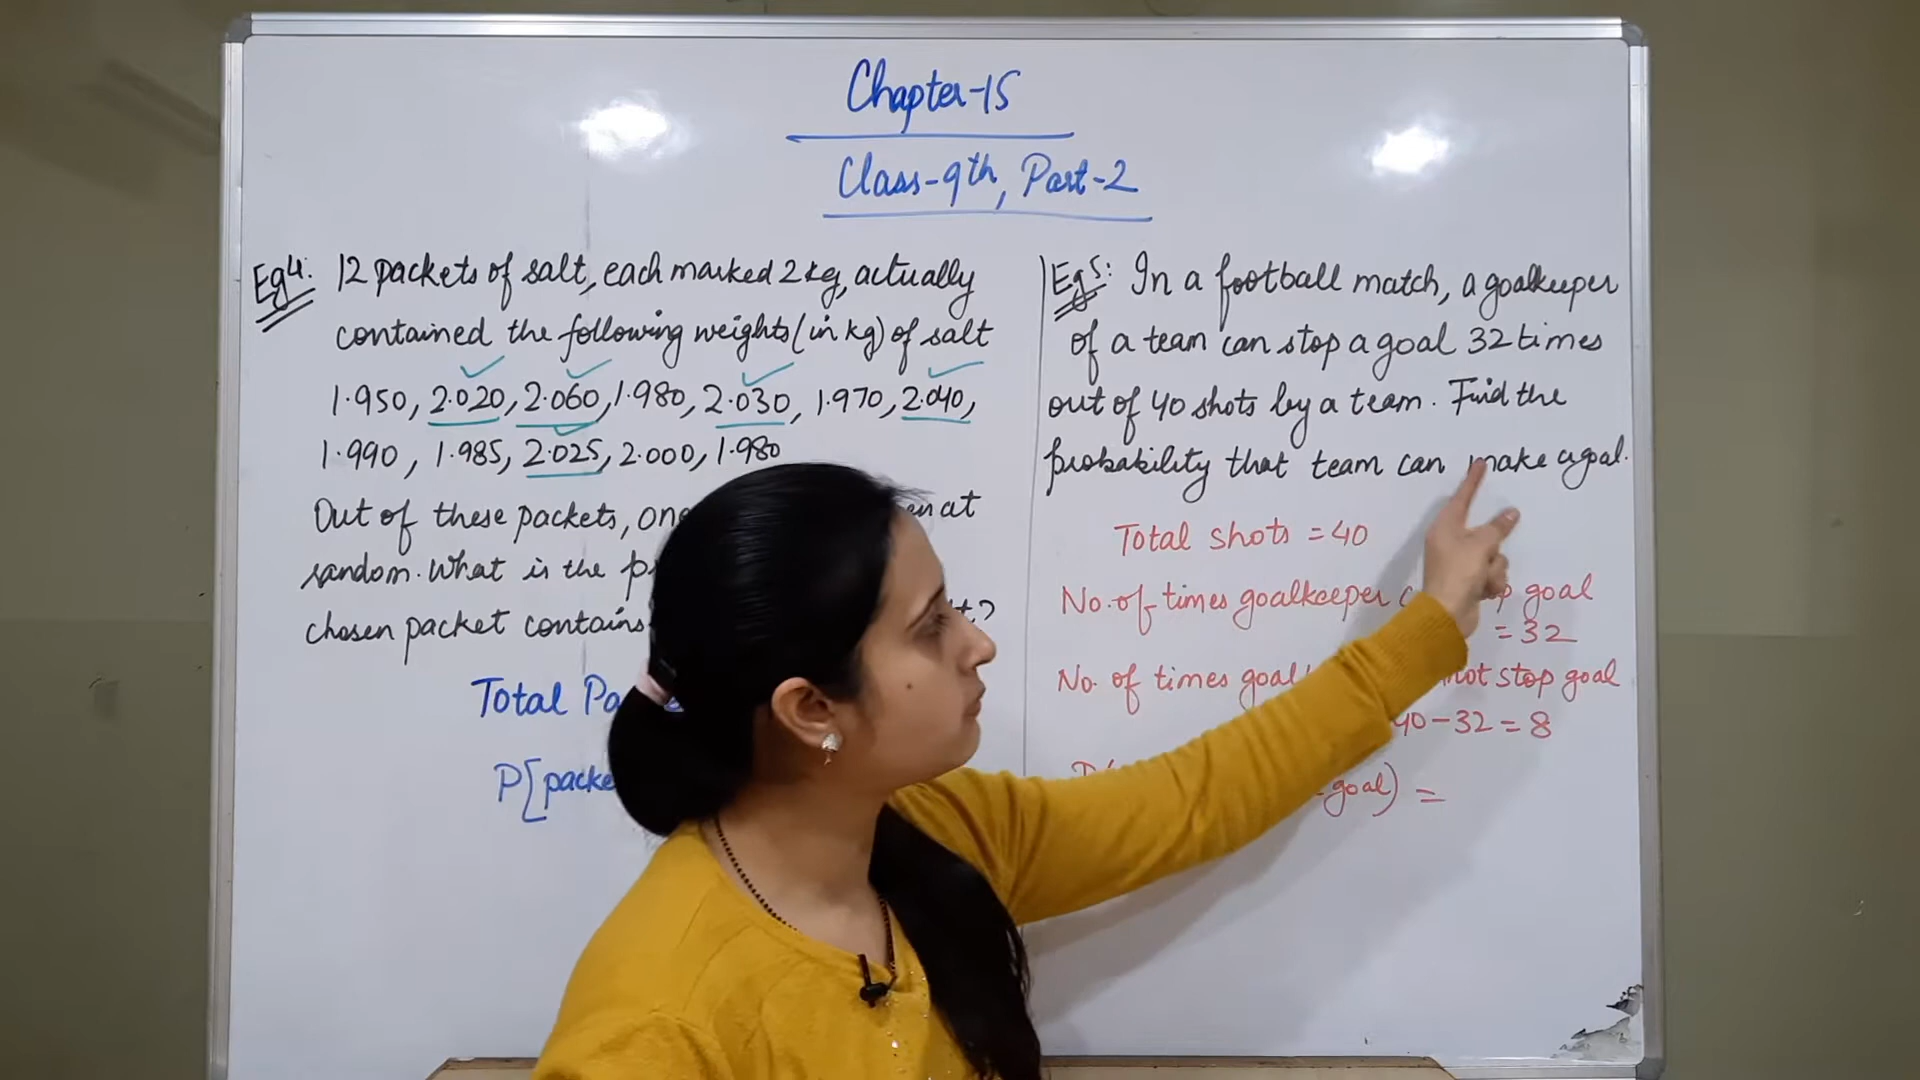 Chapter-15
Class-9th, Part-2
Eg4: 12 packets of salt, each marked 2 kg, actually
contained the following weights (in kg) of salt
1.950, 2.020, 2.060, 1.980, 2.030, 1.970, 2.040,
1.990, 1.985, 2.025, 2.000, 1.980
Out of these packets, at
random. What is the
chosen packet contains
Total
P[
Eg5: In a football match, a goalkeeper
of a team can stop a goal 32 times
out of 40 shots by a team. Find the
probability that team can make a goal.
Total shots = 40
No. of times goalkeeper goal
= 32
No. of times not stop goal
40 - 32 = 8
goal) =